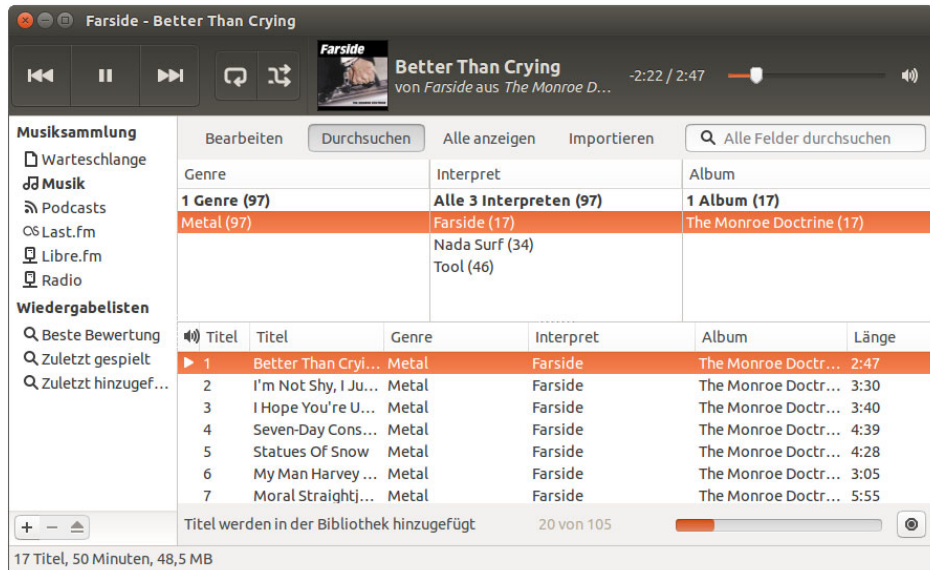 Farside - Better Than Crying
Farside
Better Than Crying
von Farside aus The Monroe D...
-2:22 / 2:47
Musiksammlung
Warteschlange
Musik
Podcasts
Last.fm
Libre.fm
Radio
Wiedergabelisten
Beste Bewertung
Zuletzt gespielt
Zuletzt hinzugef...
Bearbeiten Durchsuchen Alle anzeigen Importieren Alle Felder durchsuchen
Genre Interpret Album
1 Genre (97) Alle 3 Interpreten (97) 1 Album (17)
Metal (97) Farside (17) The Monroe Doctrine (17)
Nada Surf (34)
Tool (46)
Titel Titel Genre Interpret Album Länge
1 Better Than Cryi... Metal Farside The Monroe Doctr... 2:47
2 I'm Not Shy, I Ju... Metal Farside The Monroe Doctr... 3:30
3 I Hope You're U... Metal Farside The Monroe Doctr... 3:40
4 Seven-Day Cons... Metal Farside The Monroe Doctr... 4:39
5 Statues Of Snow Metal Farside The Monroe Doctr... 4:28
6 My Man Harvey ... Metal Farside The Monroe Doctr... 3:05
7 Moral Straightj... Metal Farside The Monroe Doctr... 5:55
Titel werden in der Bibliothek hinzugefügt 20 von 105
17 Titel, 50 Minuten, 48,5 MB